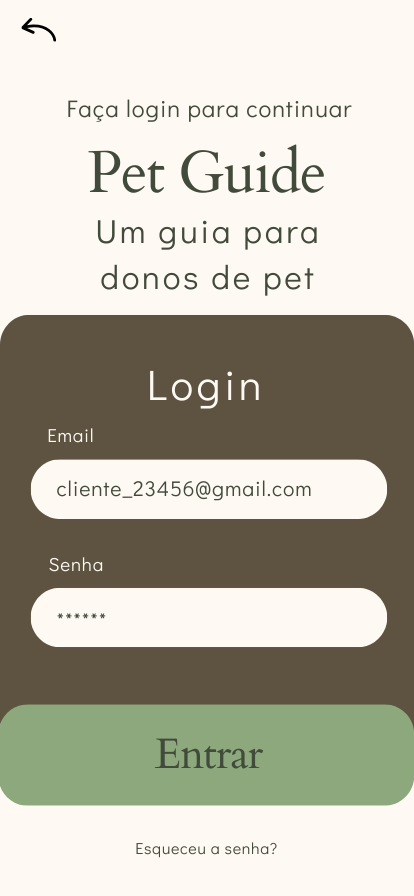 Faça login para continuar
Pet Guide
Um guia para
donos de pet
Login
Email
cliente_23456@gmail.com
Senha
******
Entrar
Esqueceu a senha?